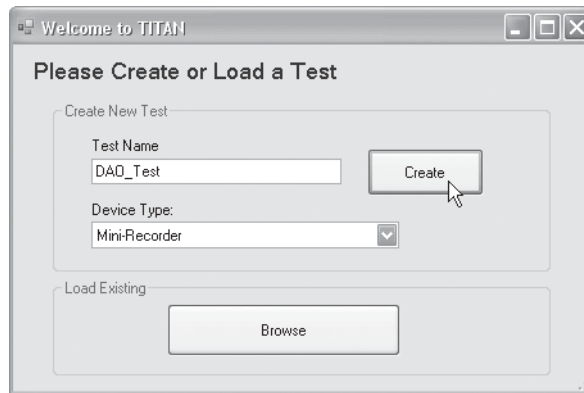 Welcome to TITAN
Please Create or Load a Test
Create New Test
Test Name
DAO_Test
Create
Device Type:
Mini-Recorder
Load Existing
Browse